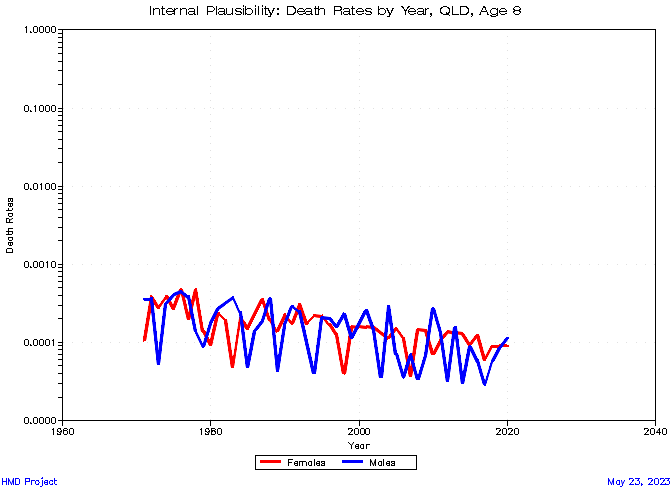 Internal Plausibility: Death Rates by Year, QLD, Age 8
1.0000
0.1000
0.0100
0.0010
0.0001
0.0000
Death Rates
1960
1980
2000
2020
2040
Year
Females
Males
HMD Project
May 23, 2023